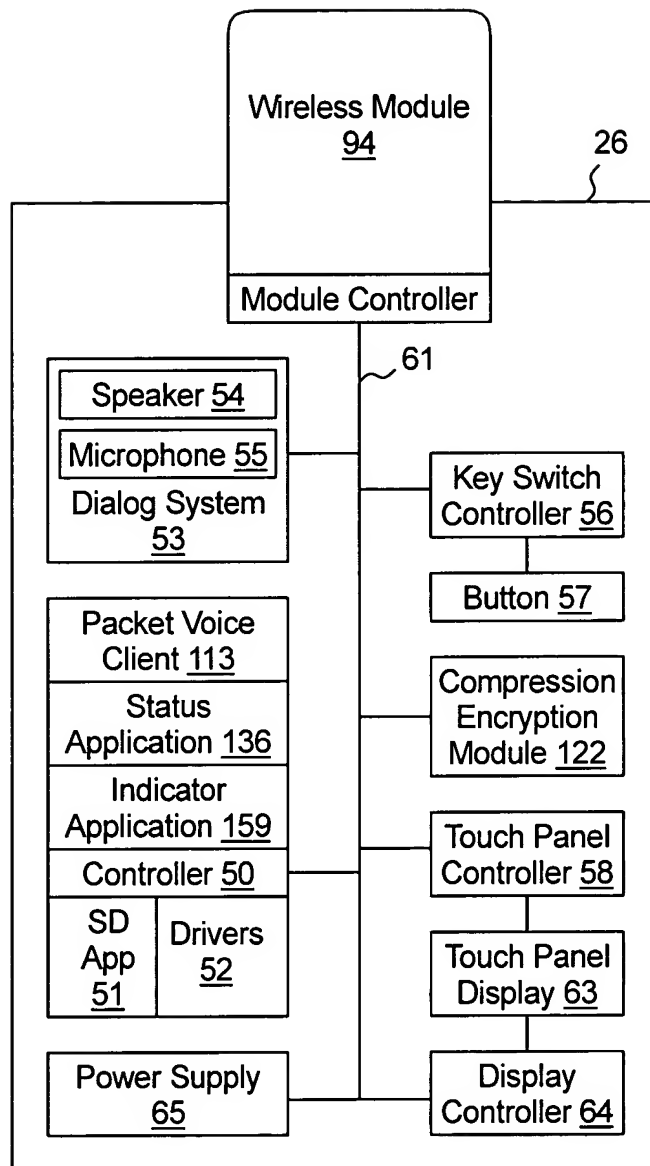 Wireless Module
94
26
Module Controller
61
Speaker 54
Microphone 55
Dialog System
53
Key Switch
Controller 56
Button 57
Packet Voice
Client 113
Status
Application 136
Indicator
Application 159
Controller 50
SD
App
51
Drivers
52
Compression
Encryption
Module 122
Touch Panel
Controller 58
Touch Panel
Display 63
Power Supply
65
Display
Controller 64